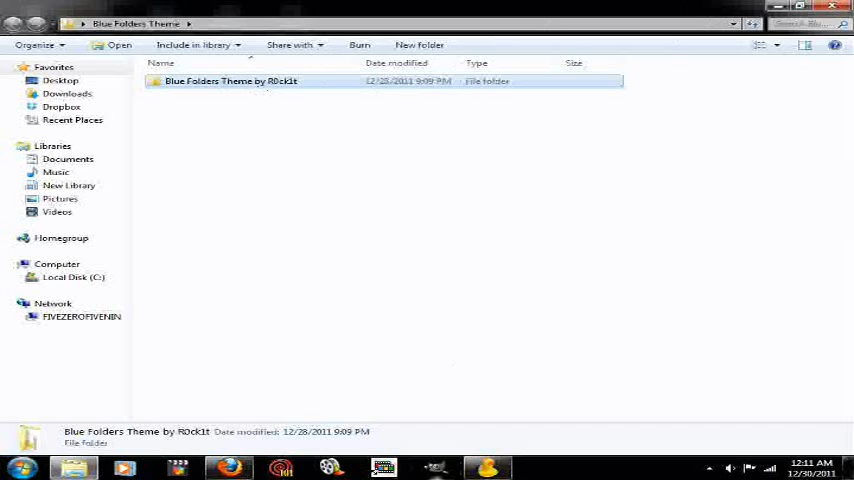 Blue Folders Theme
Organize Open Include in library Share with Burn New folder
Name Date modified Type Size
Blue Folders Theme by R0ck1t 12/28/2011 9:09 PM File folder
Favorites
Desktop
Downloads
Dropbox
Recent Places
Libraries
Documents
Music
New Library
Pictures
Videos
Homegroup
Computer
Local Disk (C:)
Network
FIVEZEROFIVENIN
Blue Folders Theme by R0ck1t Date modified: 12/28/2011 9:09 PM
File folder
12:11 AM
12/30/2011